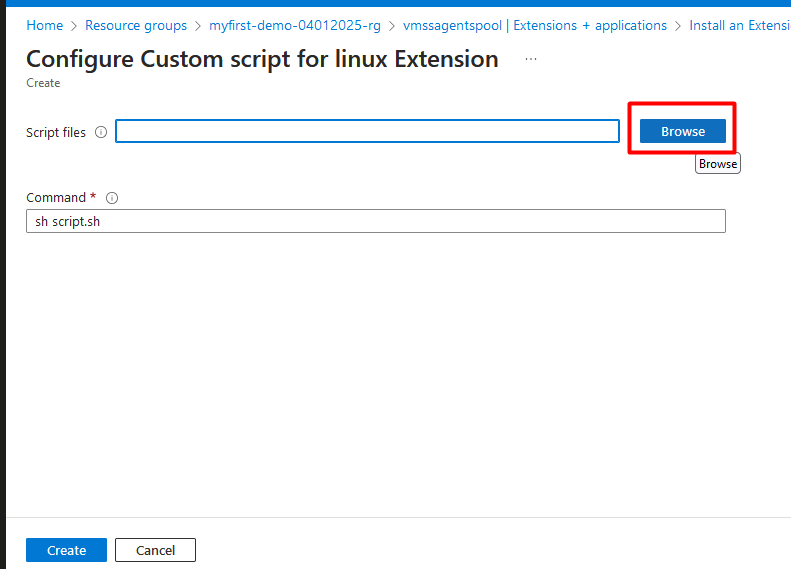 Home > Resource groups > myfirst-demo-04012025-rg > vmssagentspool | Extensions + applications > Install an Extensi
Configure Custom script for linux Extension ...
Create
Script files
Browse
Browse
Command *
sh script.sh
Create Cancel